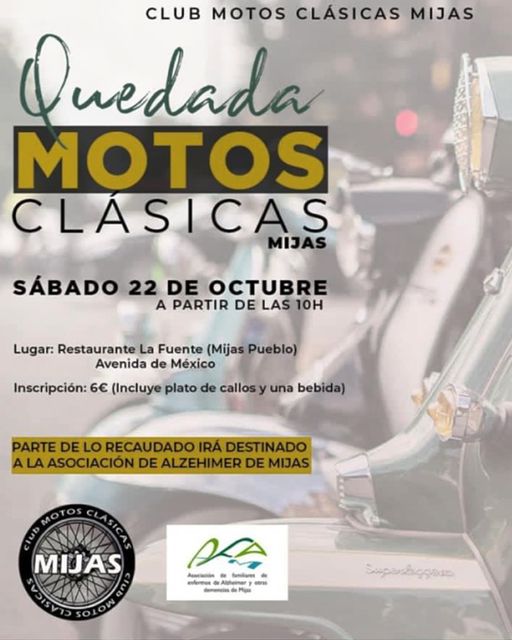 CLUB MOTOS CLÁSICAS MIJAS
Quedada
MOTOS
CLÁSICAS
MIJAS
SÁBADO 22 DE OCTUBRE
A PARTIR DE LAS 10H
Lugar: Restaurante La Fuente (Mijas Pueblo)
Avenida de México
Inscripción: 6€ (Incluye plato de callos y una bebida)
PARTE DE LO RECAUDADO IRÁ DESTINADO
A LA ASOCIACIÓN DE ALZEHIMER DE MIJAS
Club MOTOS CLÁSICAS
MIJAS
Club MOTOS CLÁSICAS
AFA
Asociación de familiares de
enfermos de Alzheimer y otras
demencias de Mijas
Superleggera